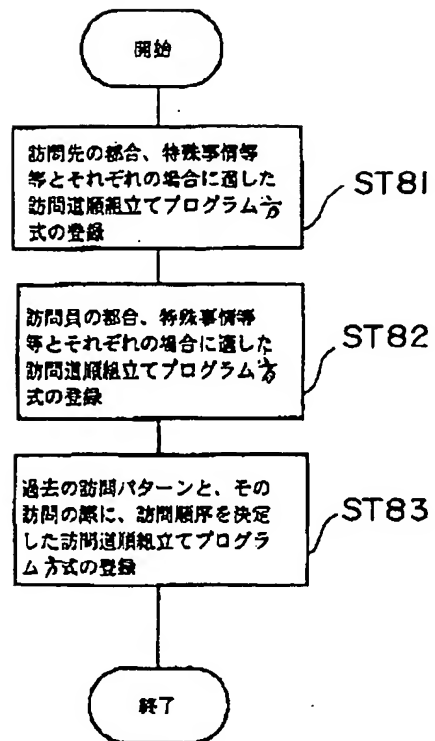 開始
訪問先の都合、特殊事情等
等とそれぞれの場合に適した
訪問道順組立てプログラム方
式の登録
ST81
訪問員の都合、特殊事情等
等とそれぞれの場合に適した
訪問道順組立てプログラム方
式の登録
ST82
過去の訪問パターンと、その
訪問の際に、訪問順序を決定
した訪問道順組立てプログラ
ム方式の登録
ST83
終了